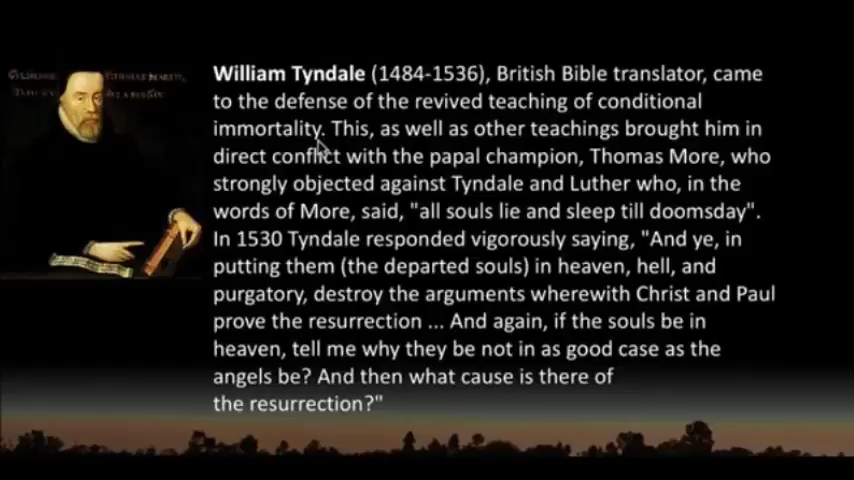 William Tyndale (1484-1536), British Bible translator, came
to the defense of the revived teaching of conditional
immortality. This, as well as other teachings brought him in
direct conflict with the papal champion, Thomas More, who
strongly objected against Tyndale and Luther who, in the
words of More, said, "all souls lie and sleep till doomsday".
In 1530 Tyndale responded vigorously saying, "And ye, in
putting them (the departed souls) in heaven, hell, and
purgatory, destroy the arguments wherewith Christ and Paul
prove the resurrection ... And again, if the souls be in
heaven, tell me why they be not in as good case as the
angels be? And then what cause is there of
the resurrection?"